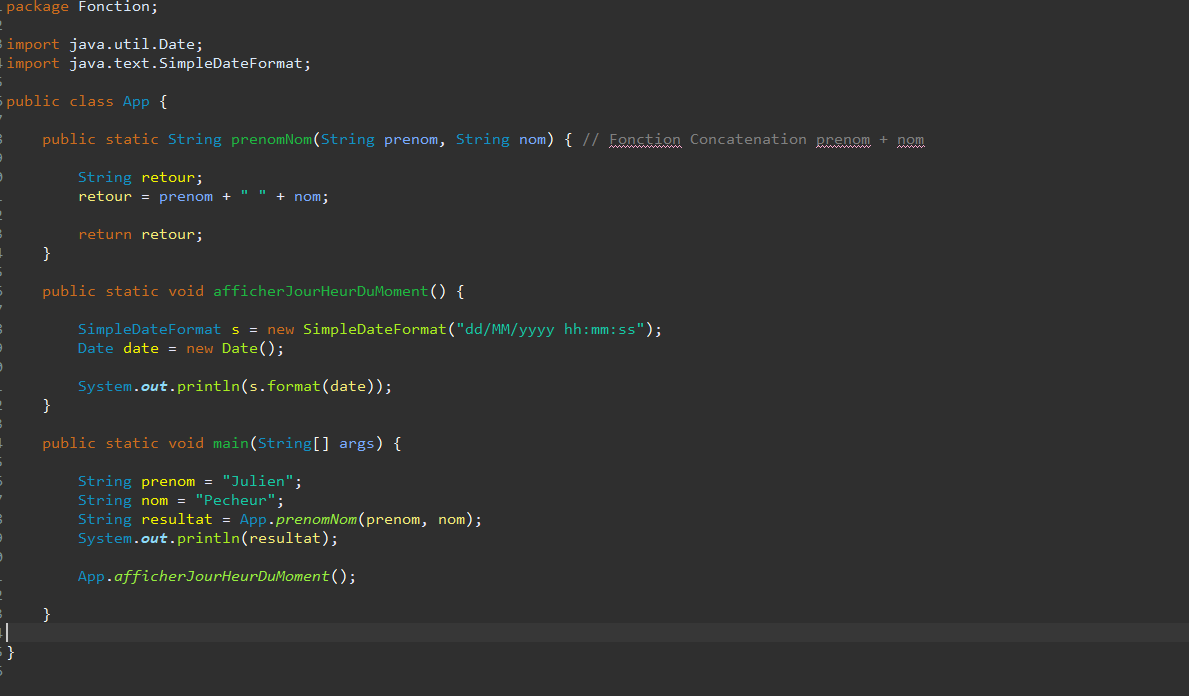 package Fonction;
import java.util.Date;
import java.text.SimpleDateFormat;
public class App {
public static String prenomNom(String prenom, String nom) { // Fonction Concatenation prenom + nom
String retour;
retour = prenom + " " + nom;
return retour;
}
public static void afficherJourHeurDuMoment() {
SimpleDateFormat s = new SimpleDateFormat("dd/MM/yyyy hh:mm:ss");
Date date = new Date();
System.out.println(s.format(date));
}
public static void main(String[] args) {
String prenom = "Julien";
String nom = "Pecheur";
String resultat = App.prenomNom(prenom, nom);
System.out.println(resultat);
App.afficherJourHeurDuMoment();
}
}